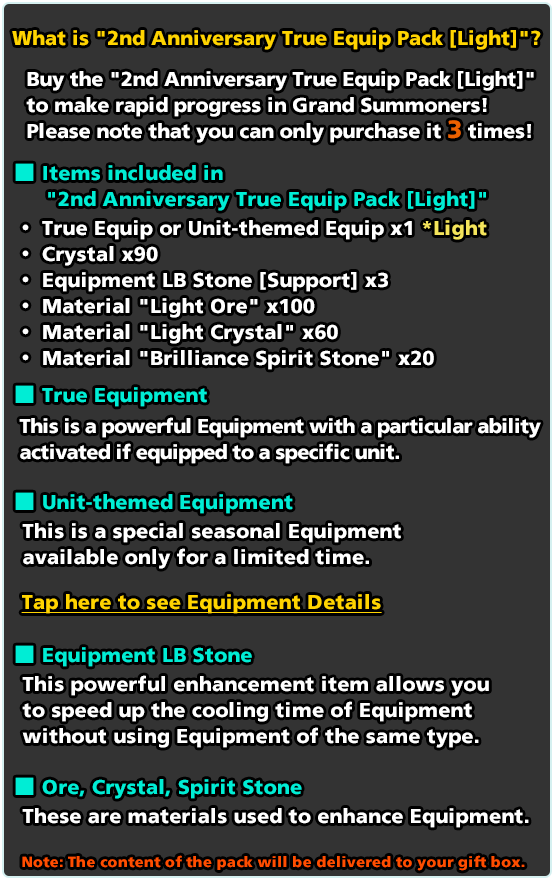 What is "2nd Anniversary True Equip Pack [Light]"?
Buy the "2nd Anniversary True Equip Pack [Light]"
to make rapid progress in Grand Summoners!
Please note that you can only purchase it 3 times!
■ Items included in
"2nd Anniversary True Equip Pack [Light]"
• True Equip or Unit-themed Equip x1 *Light
• Crystal x90
• Equipment LB Stone [Support] x3
• Material "Light Ore" x100
• Material "Light Crystal" x60
• Material "Brilliance Spirit Stone" x20
■ True Equipment
This is a powerful Equipment with a particular ability
activated if equipped to a specific unit.
■ Unit-themed Equipment
This is a special seasonal Equipment
available only for a limited time.
Tap here to see Equipment Details
■ Equipment LB Stone
This powerful enhancement item allows you
to speed up the cooling time of Equipment
without using Equipment of the same type.
■ Ore, Crystal, Spirit Stone
These are materials used to enhance Equipment.
Note: The content of the pack will be delivered to your gift box.